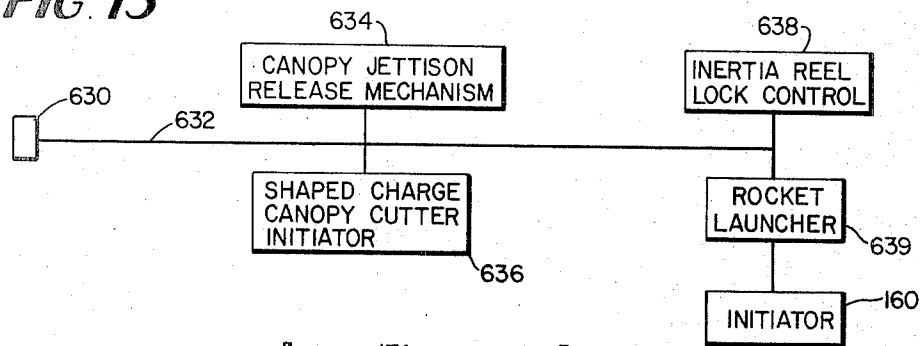 FIG. 15
634
638
CANOPY JETTISON
RELEASE MECHANISM
INERTIA REEL
LOCK CONTROL
630
632
SHAPED CHARGE
CANOPY CUTTER
INITIATOR
636
ROCKET
LAUNCHER
639
INITIATOR
160